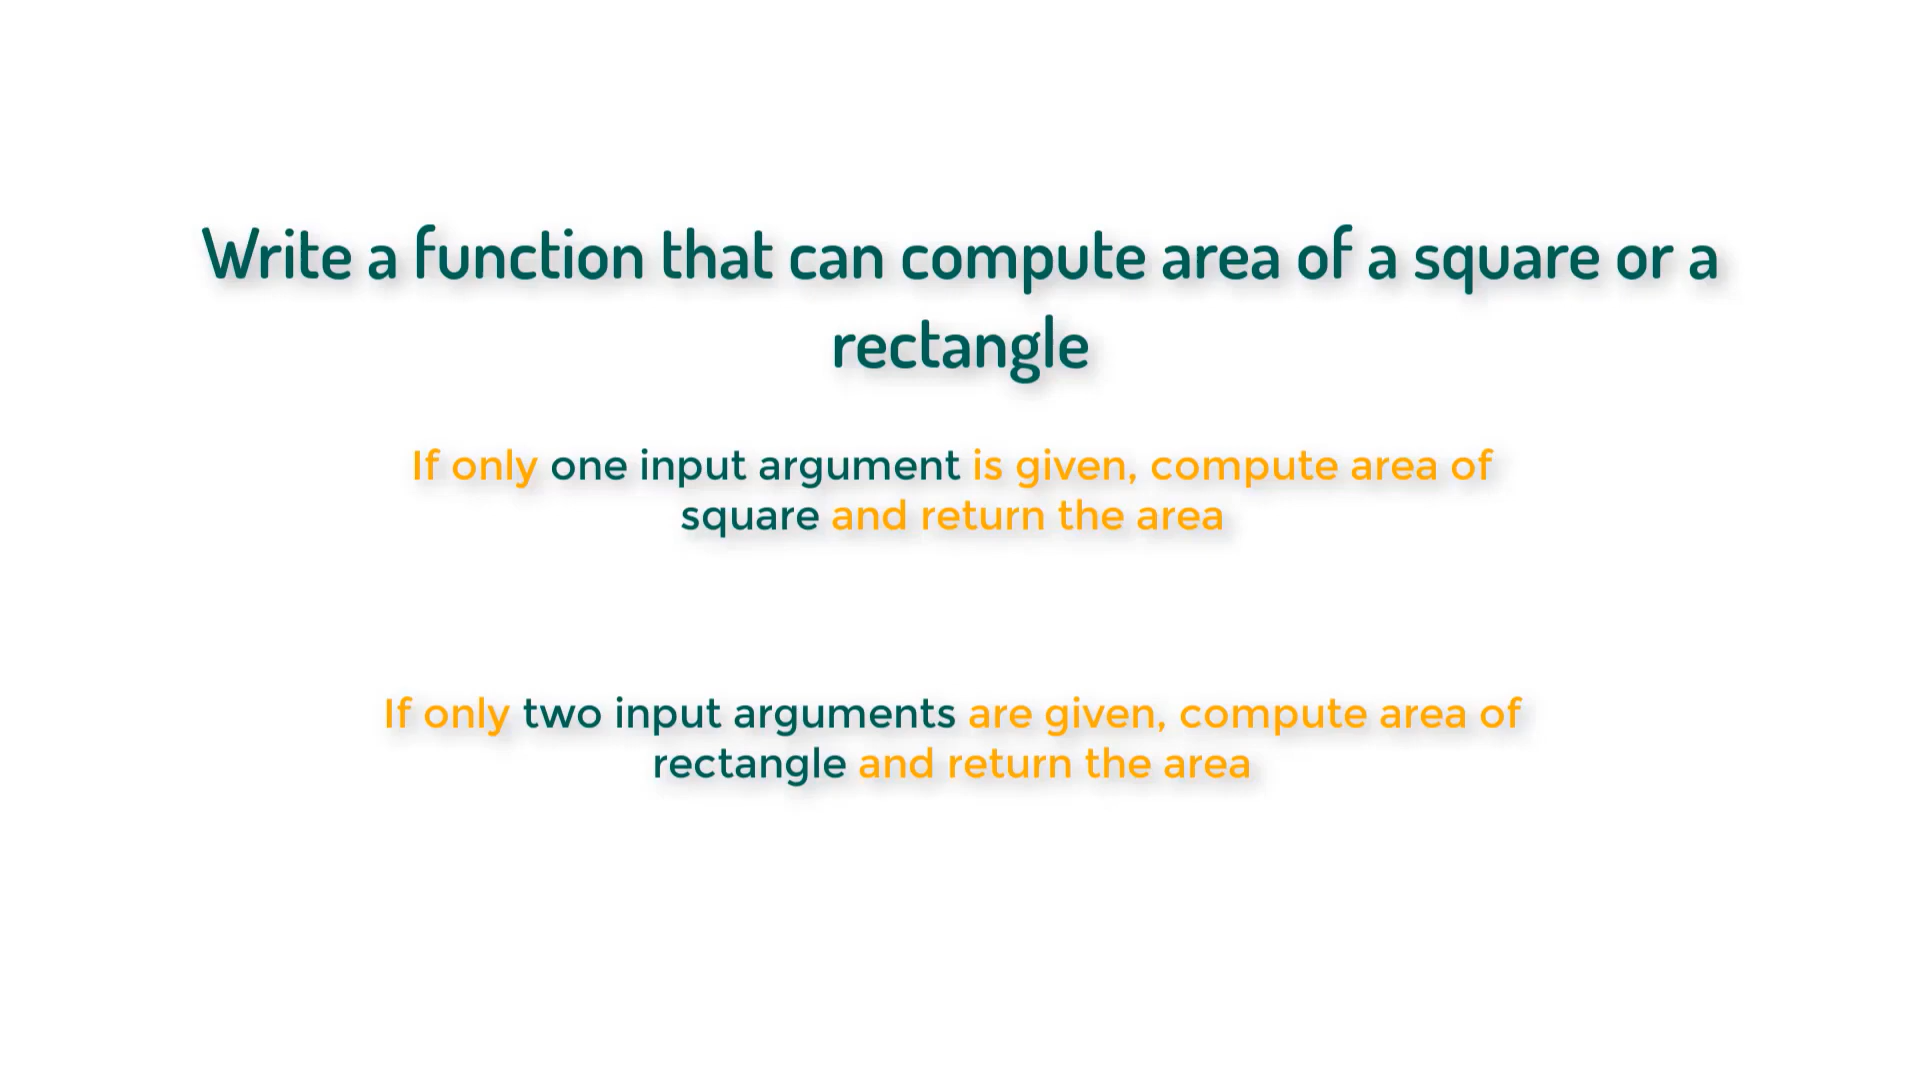 Write a function that can compute area of a square or a
rectangle
If only one input argument is given, compute area of
square and return the area
If only two input arguments are given, compute area of
rectangle and return the area